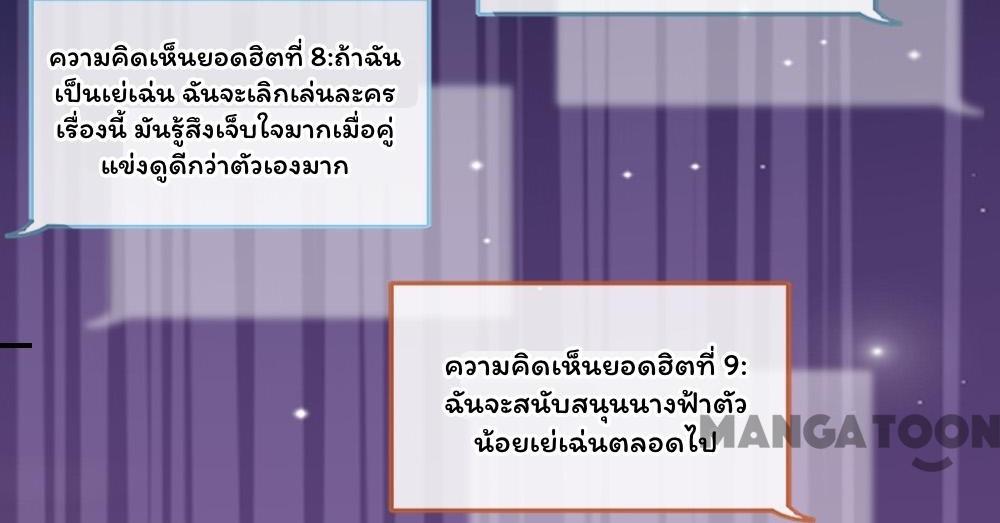 ความคิดเห็นยอดฮิตที่ 8:ถ้าฉัน
เป็นเย่เฉ่น ฉันจะเลิกเล่นละคร
เรื่องนี้ มันรู้สึงเจ็บใจมากเมื่อคู่
แข่งดูดีกว่าตัวเองมาก
ความคิดเห็นยอดฮิตที่ 9:
ฉันจะสนับสนุนนางฟ้าตัว
น้อยเย่เฉ่นตลอดไป
MANGATOON